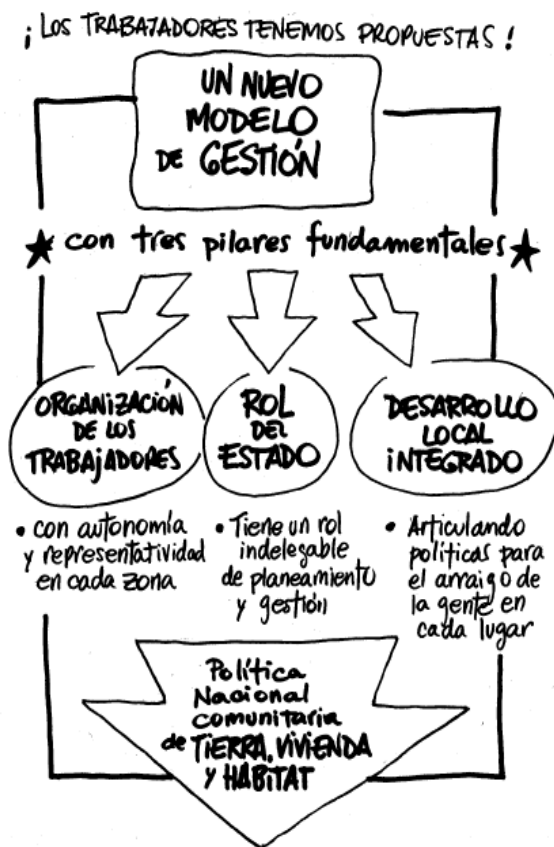 ¡LOS TRABAJADORES TENEMOS PROPUESTAS!
UN NUEVO
MODELO
DE GESTIÓN
★ con tres pilares fundamentales ★
ORGANiZACIÓN
DE LOS
TRABAjADORES
ROL
DEL
ESTADO
DESARROLLO
LOCAL
iNTEGRADO
• con autonomía
y representatividad
en cada zona
• Tiene un rol
indelegable
de planeamiento
y gestión
• Articulando
políticas para
el arraigo de
la gente en
cada lugar
Política
Nacional
comunitaria
de TiERRA, ViViENDA
y HÁBiTAT